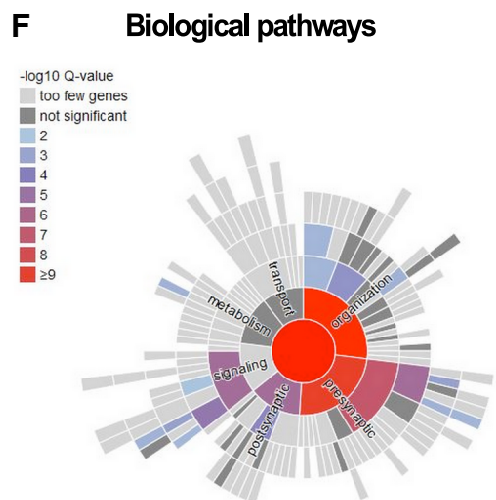 F
Biological pathways
-log10 Q-value
too few genes
not significant
2
3
4
5
6
7
8
≥9
transport
organization
metabolism
signaling
postsynaptic
presynaptic